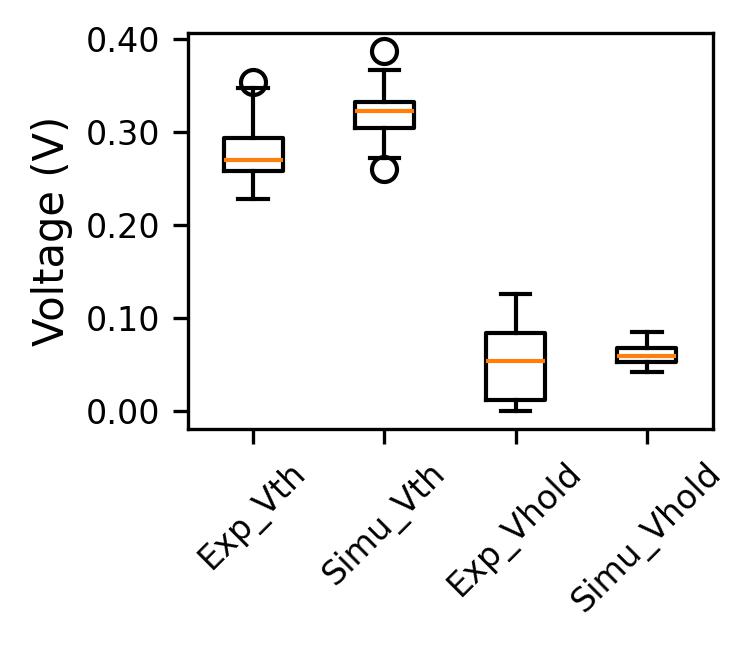 Voltage (V)
0.40
0.30
0.20
0.10
0.00
Exp_Vth
Simu_Vth
Exp_Vhold
Simu_Vhold